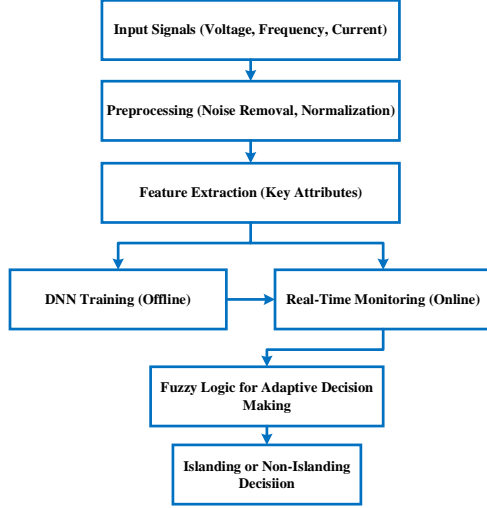 Input Signals (Voltage, Frequency, Current)
Preprocessing (Noise Removal, Normalization)
Feature Extraction (Key Attributes)
DNN Training (Offline)
Real-Time Monitoring (Online)
Fuzzy Logic for Adaptive Decision
Making
Islanding or Non-Islanding
Decisiion